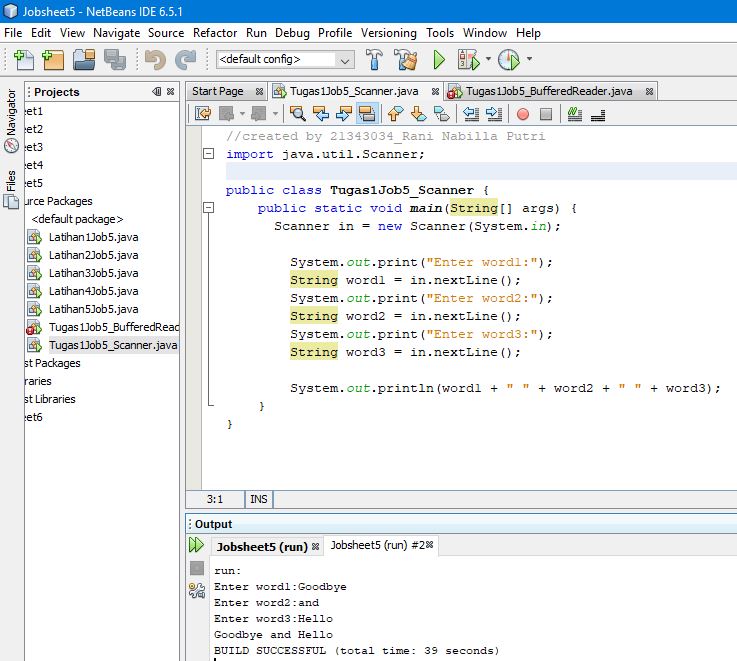 Jobsheet5 - NetBeans IDE 6.5.1
File Edit View Navigate Source Refactor Run Debug Profile Versioning Tools Window Help
<default config>
Navigator
Files
Projects
eet1
eet2
eet3
eet4
eet5
urce Packages
<default package>
Latihan1Job5.java
Latihan2Job5.java
Latihan3Job5.java
Latihan4Job5.java
Latihan5Job5.java
Tugas1Job5_BufferedReac
Tugas1Job5_Scanner.java
st Packages
raries
st Libraries
eet6
Start Page Tugas1Job5_Scanner.java Tugas1Job5_BufferedReader.java
//created by 21343034_Rani Nabilla Putri
import java.util.Scanner;
public class Tugas1Job5_Scanner {
public static void main(String[] args) {
Scanner in = new Scanner(System.in);
System.out.print("Enter word1:");
String word1 = in.nextLine();
System.out.print("Enter word2:");
String word2 = in.nextLine();
System.out.print("Enter word3:");
String word3 = in.nextLine();
System.out.println(word1 + " " + word2 + " " + word3);
}
}
3:1 INS
Output
Jobsheet5 (run) Jobsheet5 (run) #2
run:
Enter word1:Goodbye
Enter word2:and
Enter word3:Hello
Goodbye and Hello
BUILD SUCCESSFUL (total time: 39 seconds)